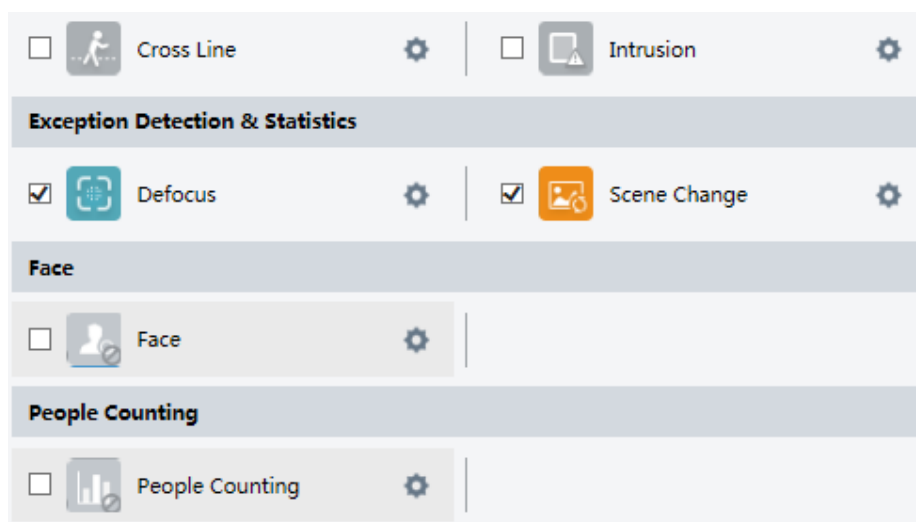 Cross Line
Intrusion
Exception Detection & Statistics
Defocus
Scene Change
Face
Face
People Counting
People Counting